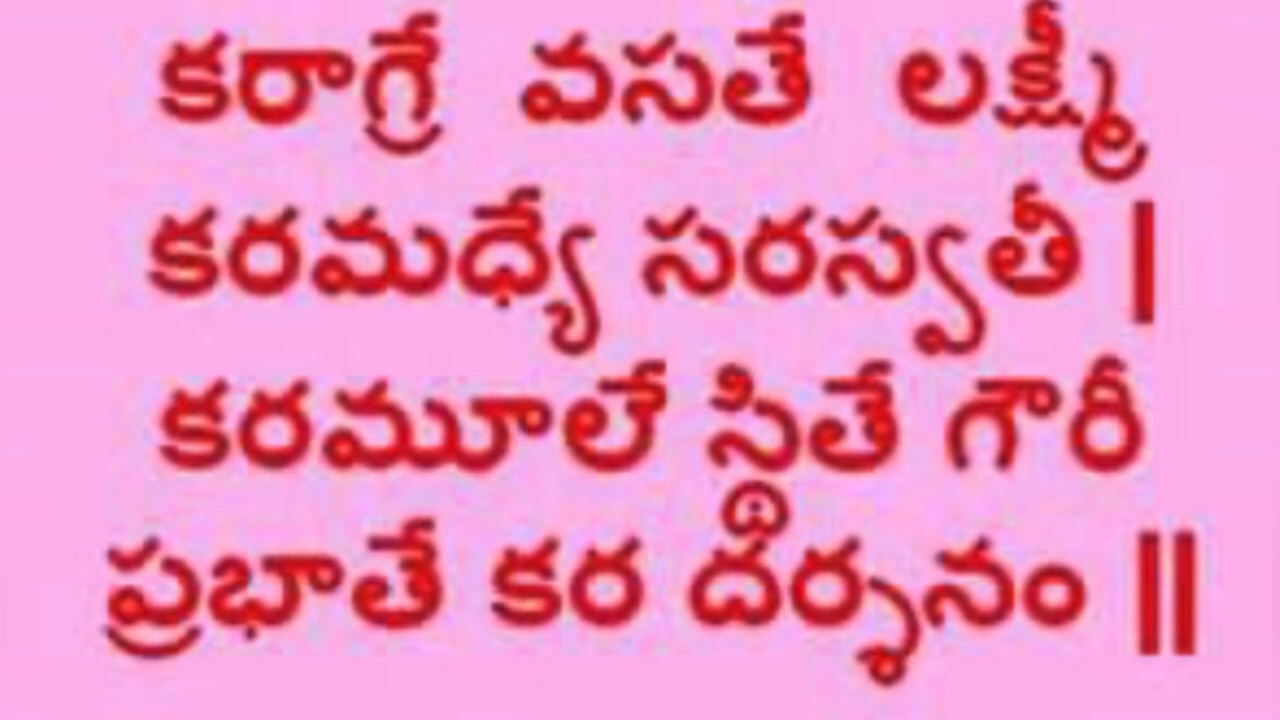 కరాగ్రే వసతే లక్ష్మీ
కరమధ్యే సరస్వతీ |
కరమూలే స్థితే గౌరీ
ప్రభాతే కర దర్శనం ||